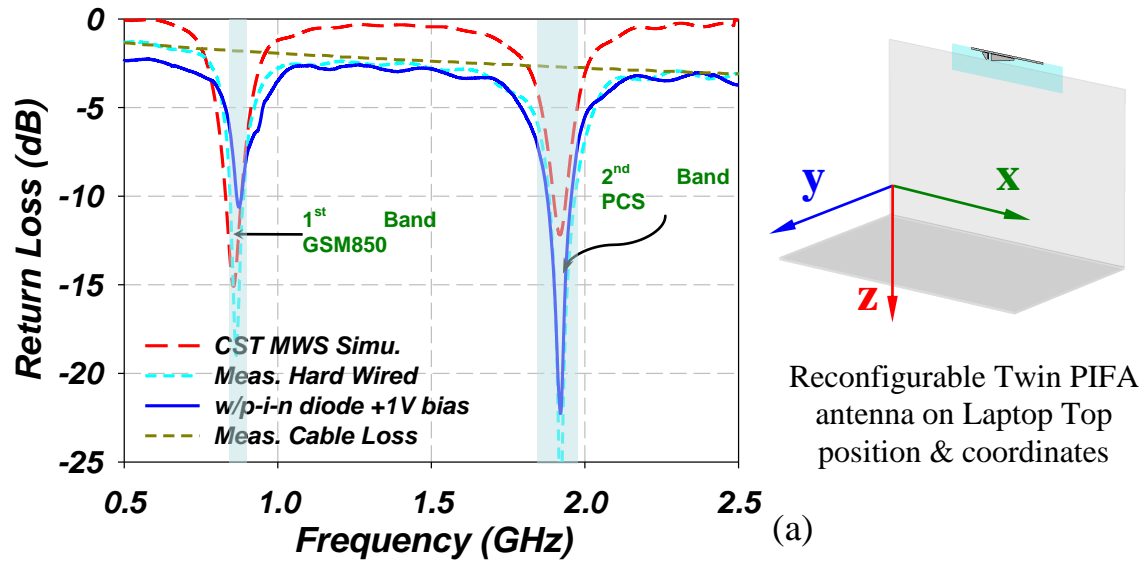 0
-5
-10
-15
-20
-25
Return Loss (dB)
0.5 1.0 1.5 2.0 2.5
Frequency (GHz)
1st Band
GSM850
2nd Band
PCS
CST MWS Simu.
Meas. Hard Wired
w/p-i-n diode +1V bias
Meas. Cable Loss
(a)
y
x
z
Reconfigurable Twin PIFA
antenna on Laptop Top
position & coordinates